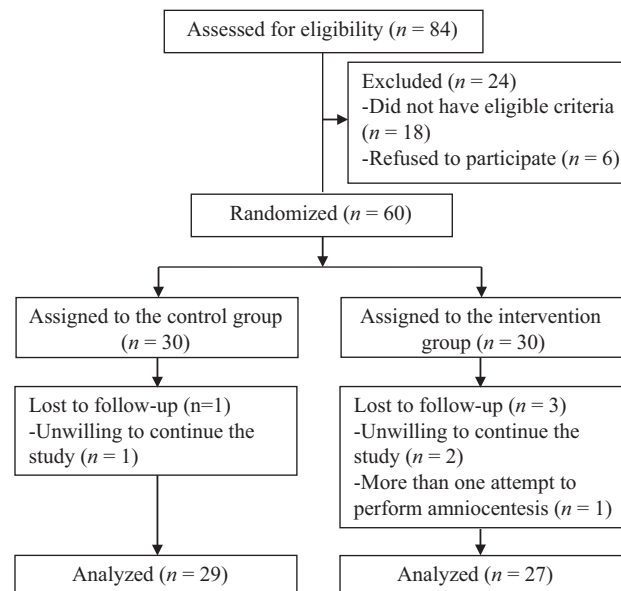 Assessed for eligibility (n = 84)
Excluded (n = 24)
-Did not have eligible criteria
(n = 18)
-Refused to participate (n = 6)
Randomized (n = 60)
Assigned to the control group
(n = 30)
Assigned to the intervention
group (n = 30)
Lost to follow-up (n=1)
-Unwilling to continue the
study (n = 1)
Lost to follow-up (n = 3)
-Unwilling to continue the
study (n = 2)
-More than one attempt to
perform amniocentesis (n = 1)
Analyzed (n = 29)
Analyzed (n = 27)